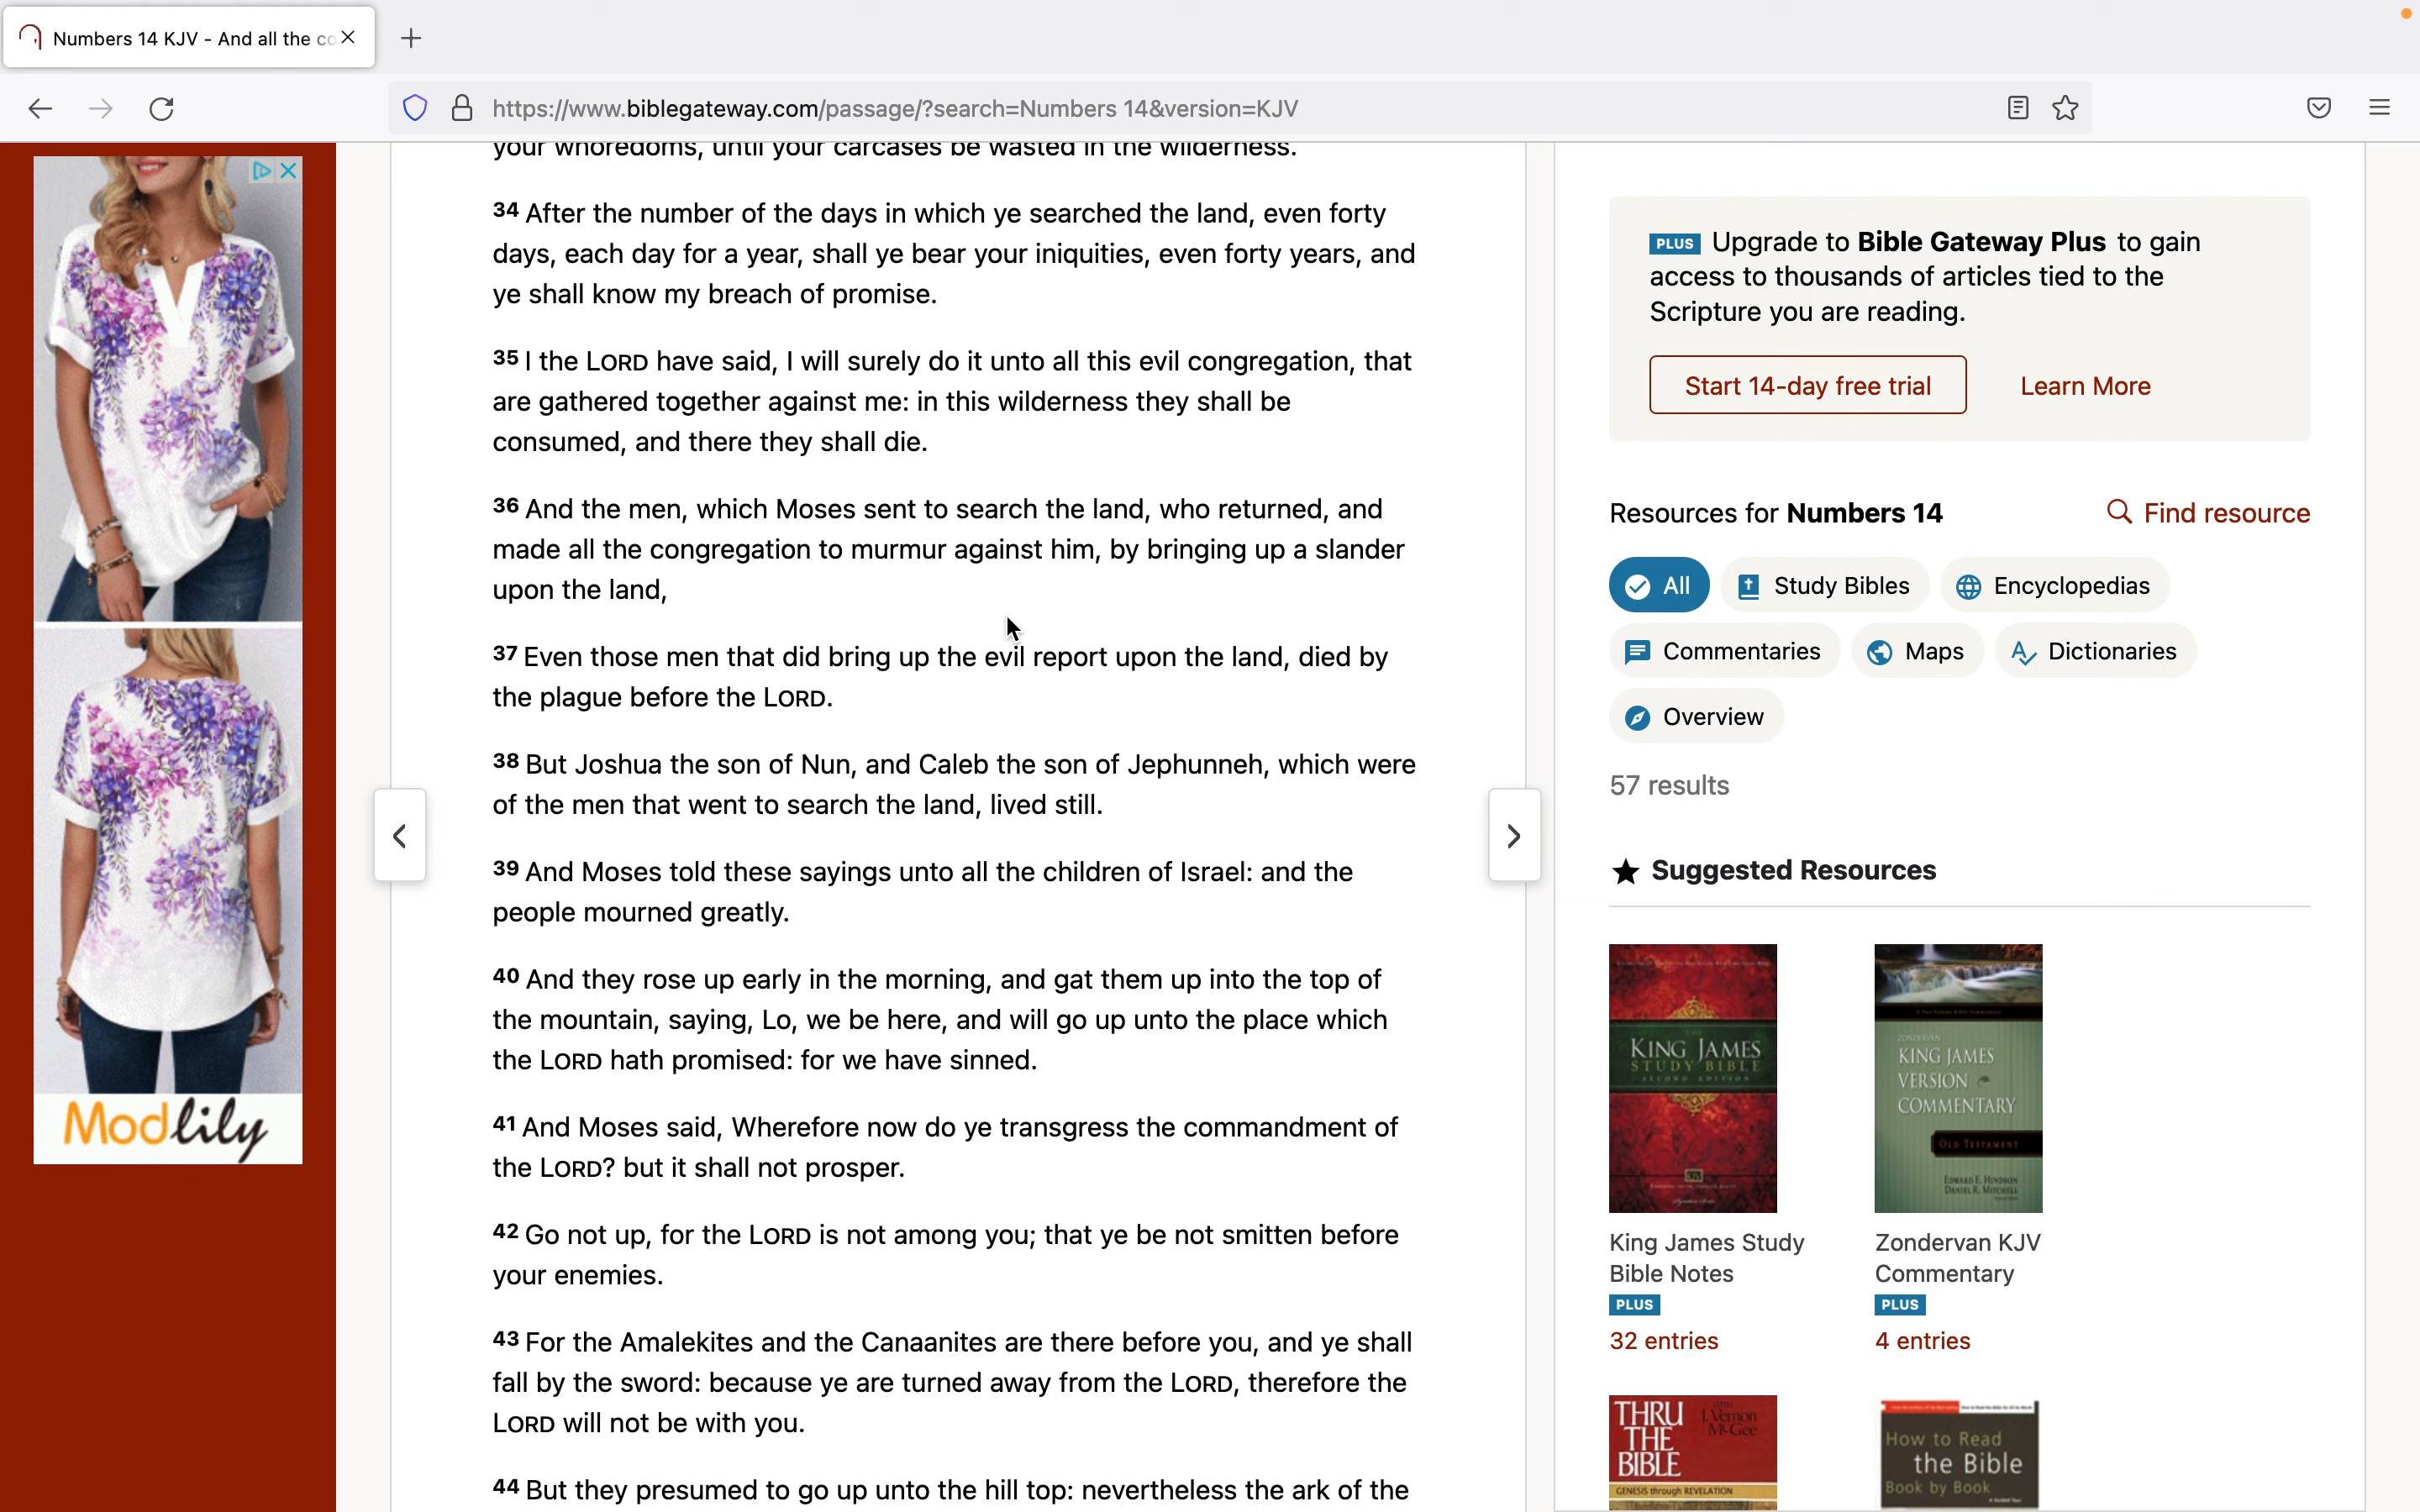 Numbers 14 KJV - And all the co
https://www.biblegateway.com/passage/?search=Numbers 14&version=KJV
your whoredoms, until your carcases be wasted in the wilderness.
34 After the number of the days in which ye searched the land, even forty
days, each day for a year, shall ye bear your iniquities, even forty years, and
ye shall know my breach of promise.
35 I the LORD have said, I will surely do it unto all this evil congregation, that
are gathered together against me: in this wilderness they shall be
consumed, and there they shall die.
36 And the men, which Moses sent to search the land, who returned, and
made all the congregation to murmur against him, by bringing up a slander
upon the land,
37 Even those men that did bring up the evil report upon the land, died by
the plague before the LORD.
38 But Joshua the son of Nun, and Caleb the son of Jephunneh, which were
of the men that went to search the land, lived still.
39 And Moses told these sayings unto all the children of Israel: and the
people mourned greatly.
40 And they rose up early in the morning, and gat them up into the top of
the mountain, saying, Lo, we be here, and will go up unto the place which
the LORD hath promised: for we have sinned.
41 And Moses said, Wherefore now do ye transgress the commandment of
the LORD? but it shall not prosper.
42 Go not up, for the LORD is not among you; that ye be not smitten before
your enemies.
43 For the Amalekites and the Canaanites are there before you, and ye shall
fall by the sword: because ye are turned away from the LORD, therefore the
LORD will not be with you.
44 But they presumed to go up unto the hill top: nevertheless the ark of the
Modlily
PLUS Upgrade to Bible Gateway Plus to gain
access to thousands of articles tied to the
Scripture you are reading.
Start 14-day free trial
Learn More
Resources for Numbers 14
Find resource
All
Study Bibles
Encyclopedias
Commentaries
Maps
Dictionaries
Overview
57 results
Suggested Resources
THE
KING JAMES
STUDY BIBLE
SECOND EDITION
King James Study
Bible Notes
PLUS
32 entries
ZONDERVAN
KING JAMES
VERSION
COMMENTARY
OLD TESTAMENT
EDWARD E. HINDSON
DANIEL R. MITCHELL
Zondervan KJV
Commentary
PLUS
4 entries
THRU
THE
BIBLE
WITH
J. Vernon
McGee
GENESIS through REVELATION
How to Read
the Bible
Book by Book